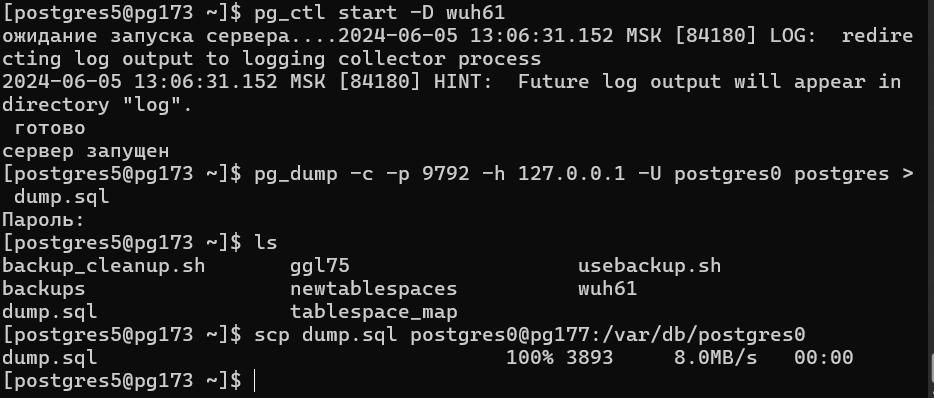 [postgres5@pg173 ~]$ pg_ctl start -D wuh61
ожидание запуска сервера....2024-06-05 13:06:31.152 MSK [84180] LOG:  redire
cting log output to logging collector process
2024-06-05 13:06:31.152 MSK [84180] HINT:  Future log output will appear in
directory "log".
 готово
сервер запущен
[postgres5@pg173 ~]$ pg_dump -c -p 9792 -h 127.0.0.1 -U postgres0 postgres >
 dump.sql
Пароль:
[postgres5@pg173 ~]$ ls
backup_cleanup.sh       ggl75                   usebackup.sh
backups                 newtablespaces          wuh61
dump.sql                tablespace_map
[postgres5@pg173 ~]$ scp dump.sql postgres0@pg177:/var/db/postgres0
dump.sql                                  100% 3893     8.0MB/s   00:00
[postgres5@pg173 ~]$